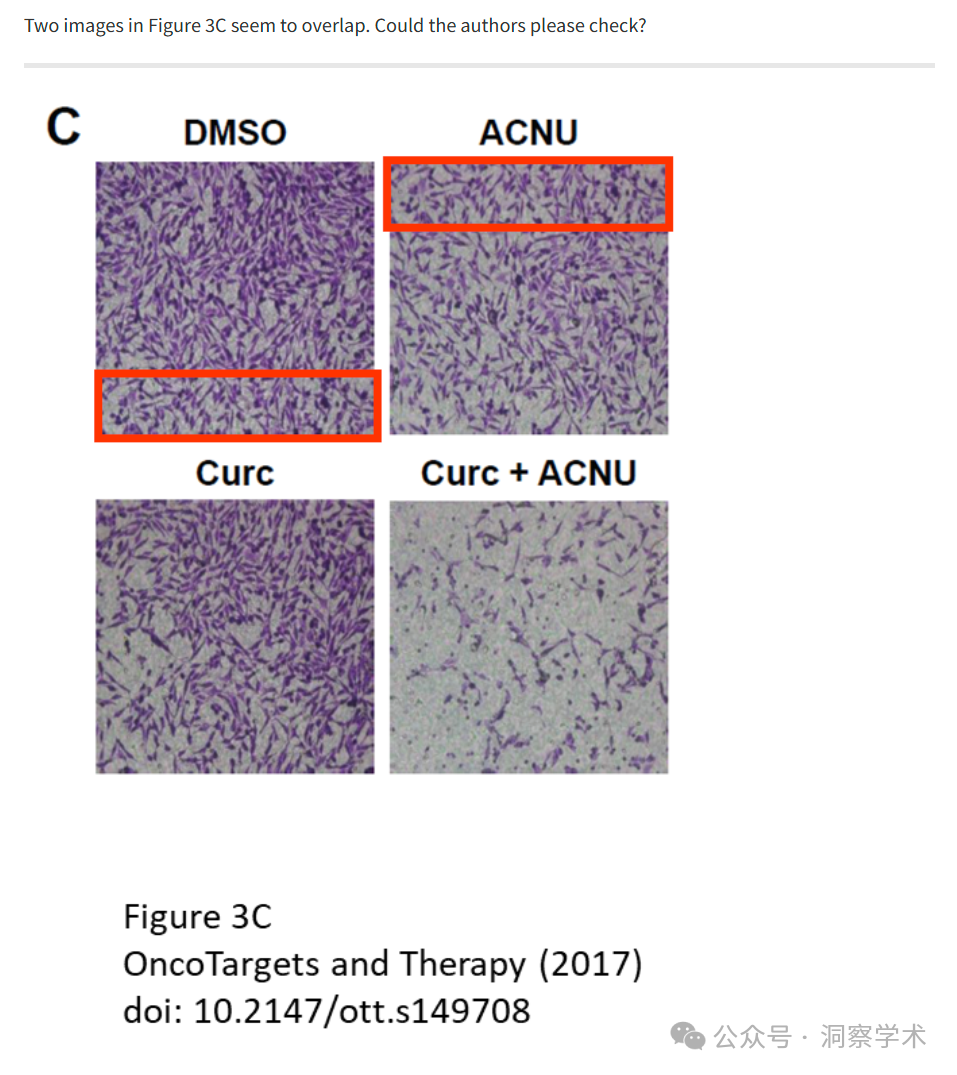 Two images in Figure 3C seem to overlap. Could the authors please check?
C
DMSO
ACNU
Curc
Curc + ACNU
Figure 3C
OncoTargets and Therapy (2017)
doi: 10.2147/ott.s149708
公众号 · 洞察学术